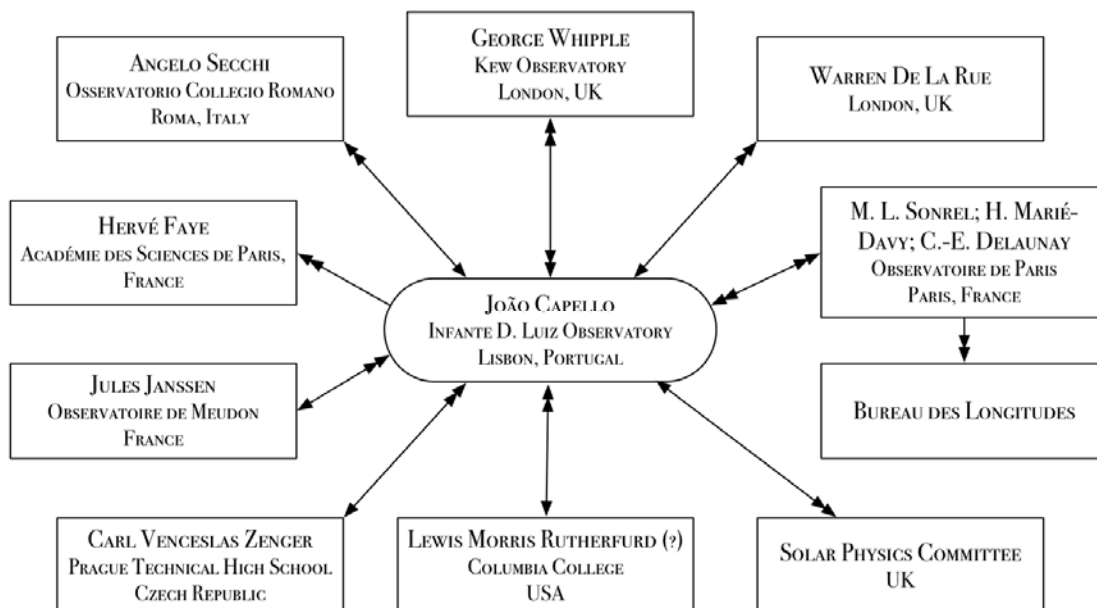 George Whipple
Kew Observatory
London, UK
Angelo Secchi
Osservatorio Collegio Romano
Roma, Italy
Warren De La Rue
London, UK
Hervé Faye
Académie des Sciences de Paris,
France
M. L. Sonrel; H. Marié-
Davy; C.-E. Delaunay
Observatoire de Paris
Paris, France
João Capello
Infante D. Luiz Observatory
Lisbon, Portugal
Jules Janssen
Observatoire de Meudon
France
Bureau des Longitudes
Carl Venceslas Zenger
Prague Technical High School
Czech Republic
Lewis Morris Rutherfurd (?)
Columbia College
USA
Solar Physics Committee
UK